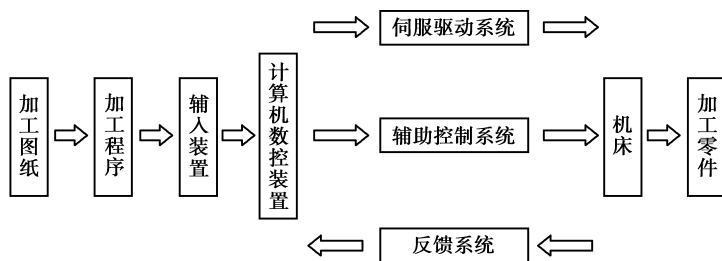 伺服驱动系统
加工图纸
加工程序
辅入装置
计算机数控装置
辅助控制系统
机床
加工零件
反馈系统